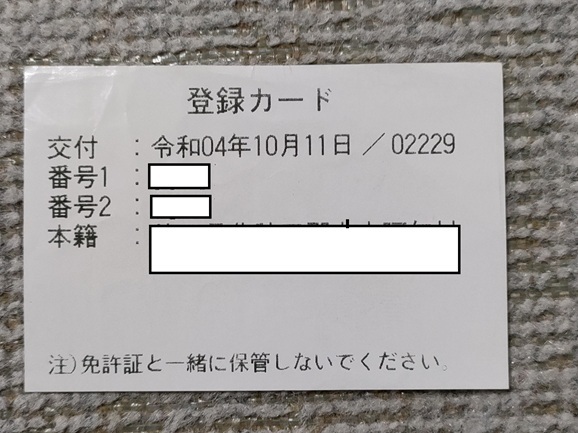 登録カード
交付 : 令和04年10月11日 ／02229
番号1 :
番号2 :
本籍 :
注)免許証と一緒に保管しないでください。